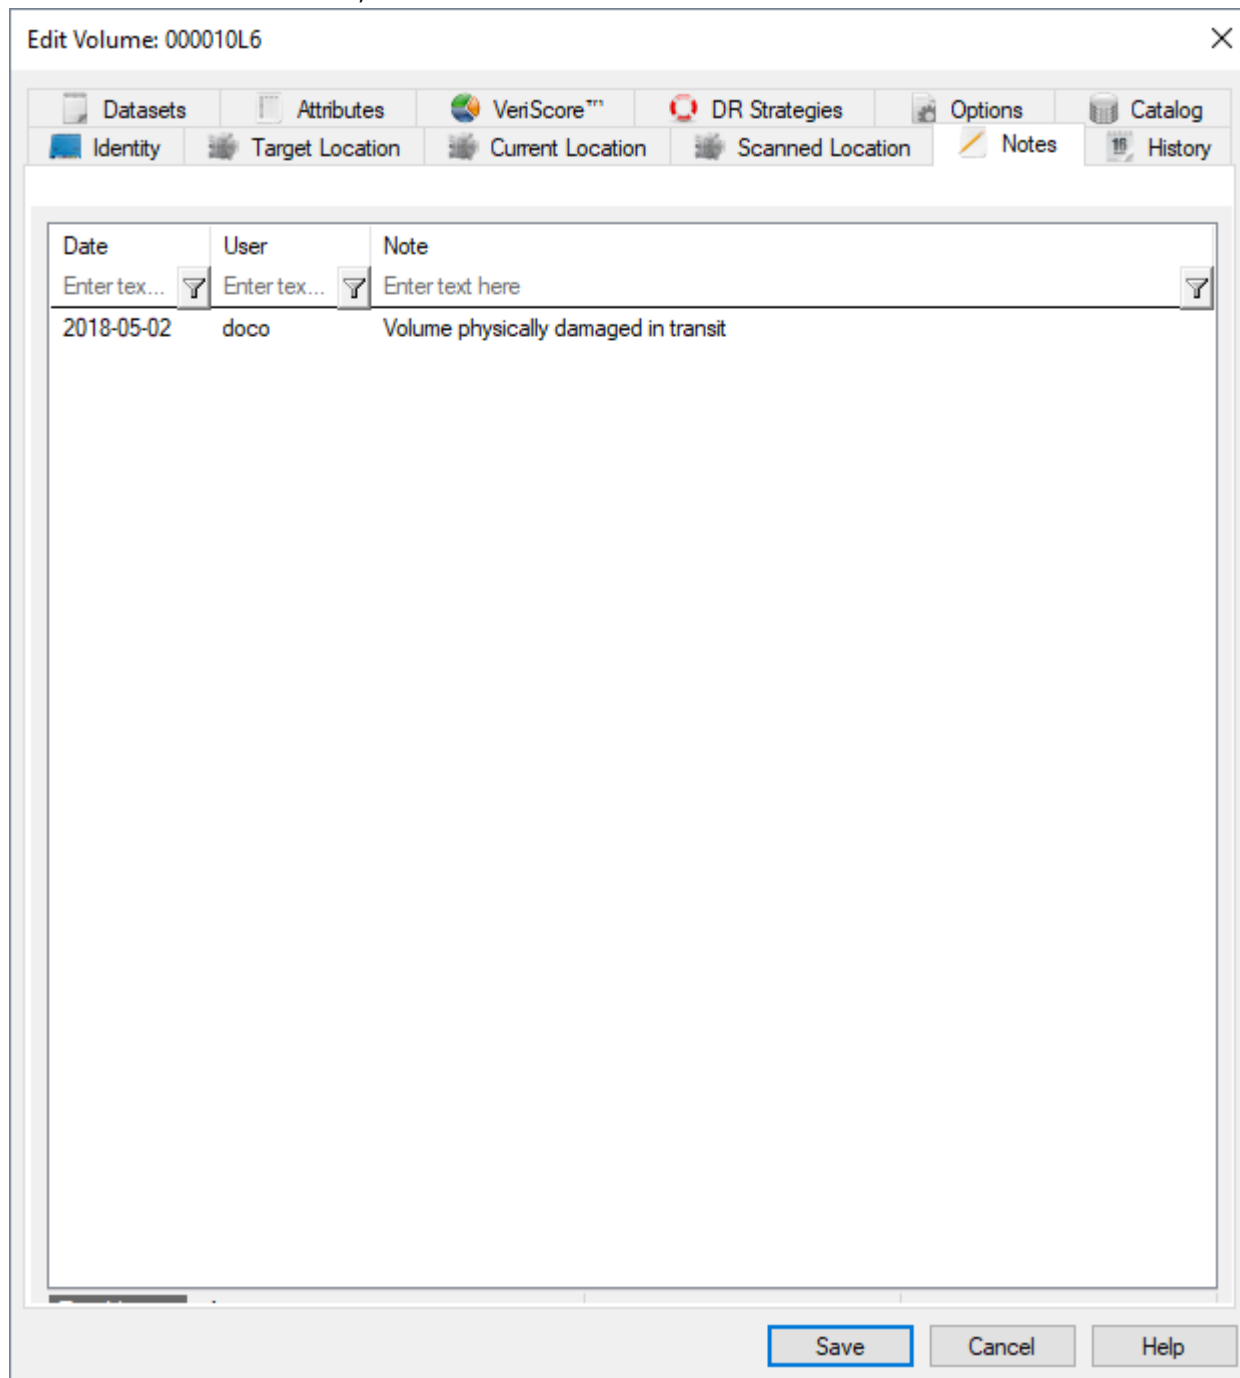 Edit Volume: 000010L6
Datasets Attributes VeriScore™ DR Strategies Options Catalog
Identity Target Location Current Location Scanned Location Notes 16 History
Date User Note
Enter tex... Enter tex... Enter text here
2018-05-02 doco Volume physically damaged in transit
Save Cancel Help